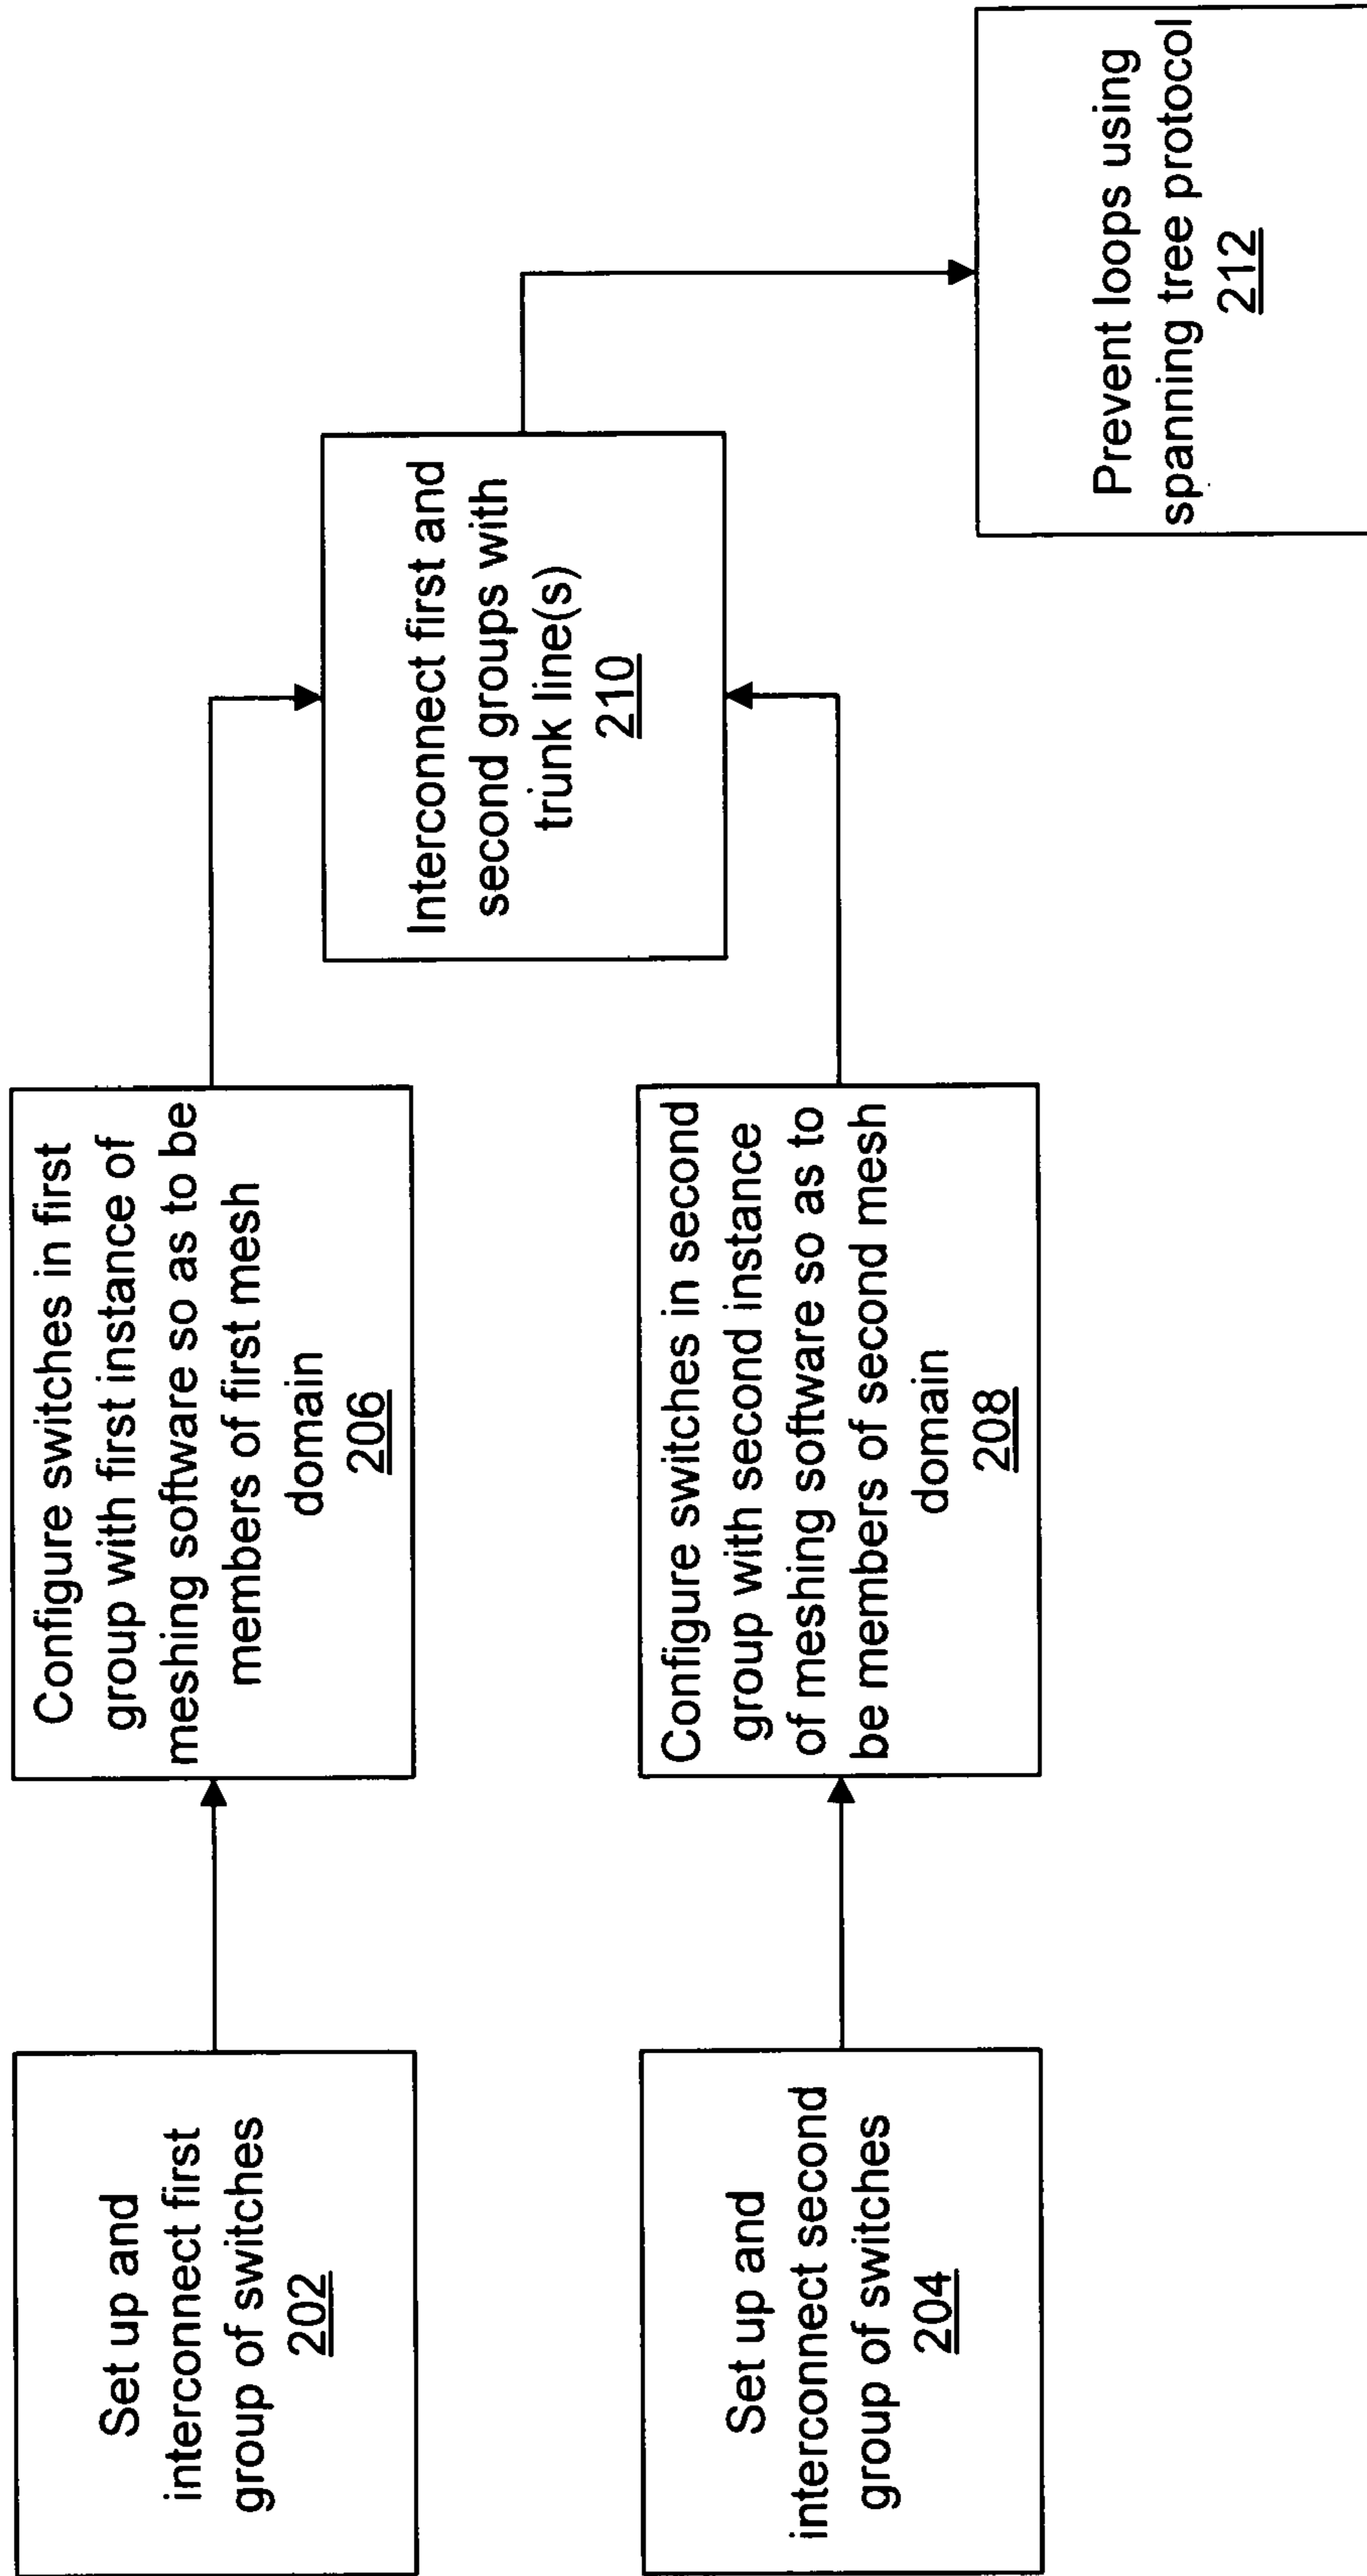 Set up and
interconnect first
group of switches
202
Configure switches in first
group with first instance of
meshing software so as to be
members of first mesh
domain
206
Set up and
interconnect second
group of switches
204
Configure switches in second
group with second instance
of meshing software so as to
be members of second mesh
domain
208
Interconnect first and
second groups with
trunk line(s)
210
Prevent loops using
spanning tree protocol
212